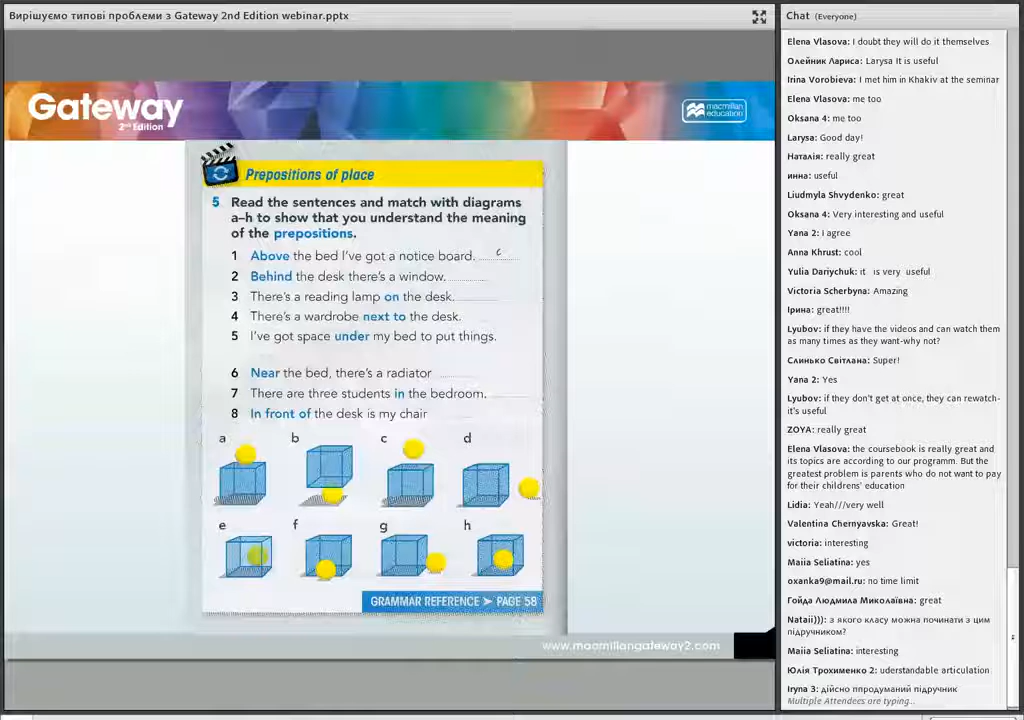 Вирішуємо типові проблеми з Gateway 2nd Edition webinar.pptx
Gateway
2nd Edition
macmillan
education
Prepositions of place
5 Read the sentences and match with diagrams
a–h to show that you understand the meaning
of the prepositions.
1 Above the bed I've got a notice board. c
2 Behind the desk there's a window.
3 There's a reading lamp on the desk.
4 There's a wardrobe next to the desk.
5 I've got space under my bed to put things.
6 Near the bed, there's a radiator
7 There are three students in the bedroom.
8 In front of the desk is my chair
a b c d
e f g h
GRAMMAR REFERENCE ➤ PAGE 58
www.macmillangateway2.com
Chat (Everyone)
Elena Vlasova: I doubt they will do it themselves
Олейник Лариса: Larysa It is useful
Irina Vorobieva: I met him in Khakiv at the seminar
Elena Vlasova: me too
Oksana 4: me too
Larysa: Good day!
Наталія: really great
инна: useful
Liudmyla Shvydenko: great
Oksana 4: Very interesting and useful
Yana 2: I agree
Anna Khrust: cool
Yulia Dariychuk: it is very useful
Victoria Scherbyna: Amazing
Ірина: great!!!!
Lyubov: if they have the videos and can watch them
as many times as they want-why not?
Слинько Світлана: Super!
Yana 2: Yes
Lyubov: if they don't get at once, they can rewatch-
it's useful
ZOYA: really great
Elena Vlasova: the coursebook is really great and
its topics are according to our programm. But the
greatest problem is parents who do not want to pay
for their childrens' education
Lidia: Yeah///very well
Valentina Chernyavska: Great!
victoria: interesting
Maiia Seliatina: yes
oxanka9@mail.ru: no time limit
Гойда Людмила Миколаївна: great
Nataii))): з якого класу можна починати з цим
підручником?
Maiia Seliatina: interesting
Юлія Трохименко 2: uderstandable articulation
Iryna 3: дійсно ппродуманий підручник
Multiple Attendees are typing...